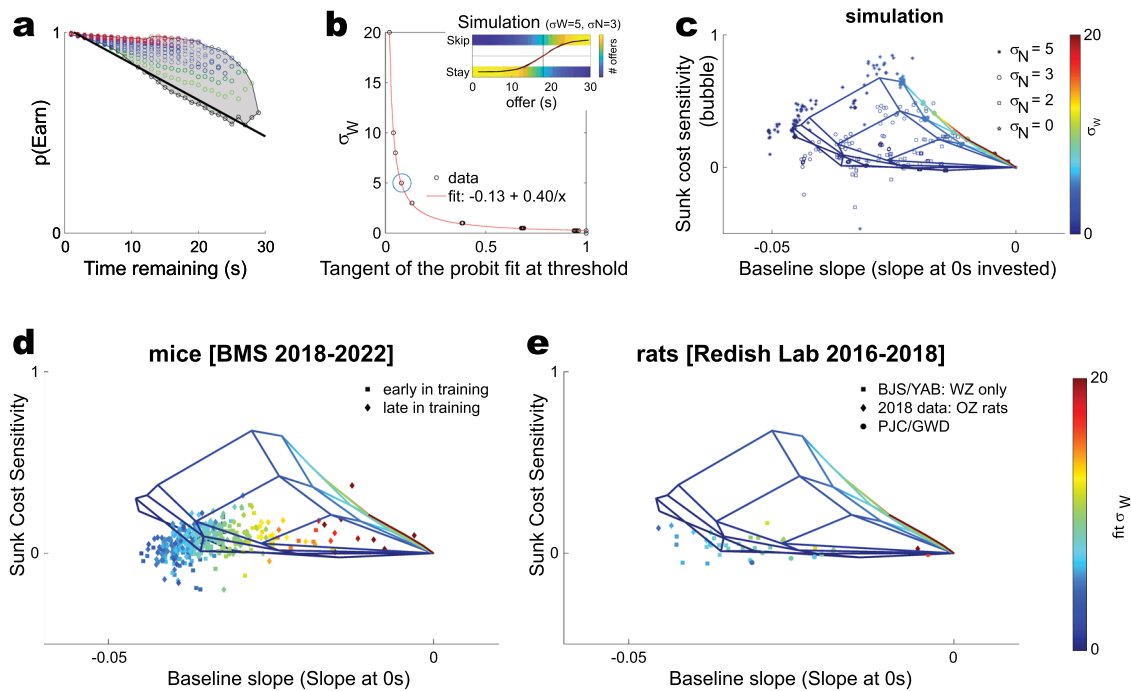 a
1
p(Earn)
0
0
10
20
30
Time remaining (s)
b
20
15
10
5
0
σW
0
0.5
1
Tangent of the probit fit at threshold
data
fit: -0.13 + 0.40/x
Simulation (σW=5, σN=3)
Skip
Stay
0
10
20
30
offer (s)
# offers
c
simulation
1
0
Sunk cost sensitivity
(bubble)
-0.05
0
Baseline slope (slope at 0s invested)
σN = 5
σN = 3
σN = 2
σN = 0
20
0
σW
d
mice [BMS 2018-2022]
1
0
Sunk Cost Sensitivity
early in training
late in training
-0.05
0
Baseline slope (Slope at 0s)
e
rats [Redish Lab 2016-2018]
1
0
Sunk Cost Sensitivity
BJS/YAB: WZ only
2018 data: OZ rats
PJC/GWD
-0.05
0
Baseline slope (Slope at 0s)
20
0
fit σW